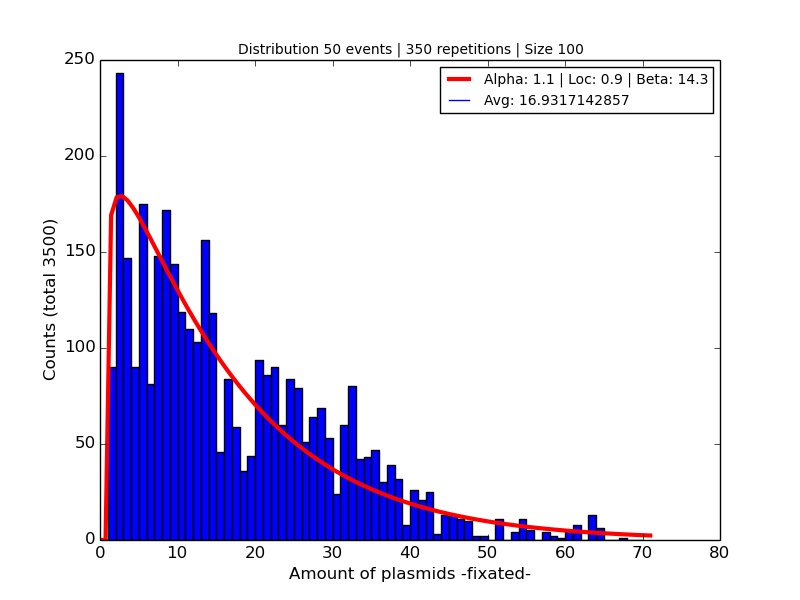 Distribution 50 events | 350 repetitions | Size 100
Alpha: 1.1 | Loc: 0.9 | Beta: 14.3
Avg: 16.9317142857
250
200
150
100
50
0
Counts (total 3500)
0 10 20 30 40 50 60 70 80
Amount of plasmids -fixated-